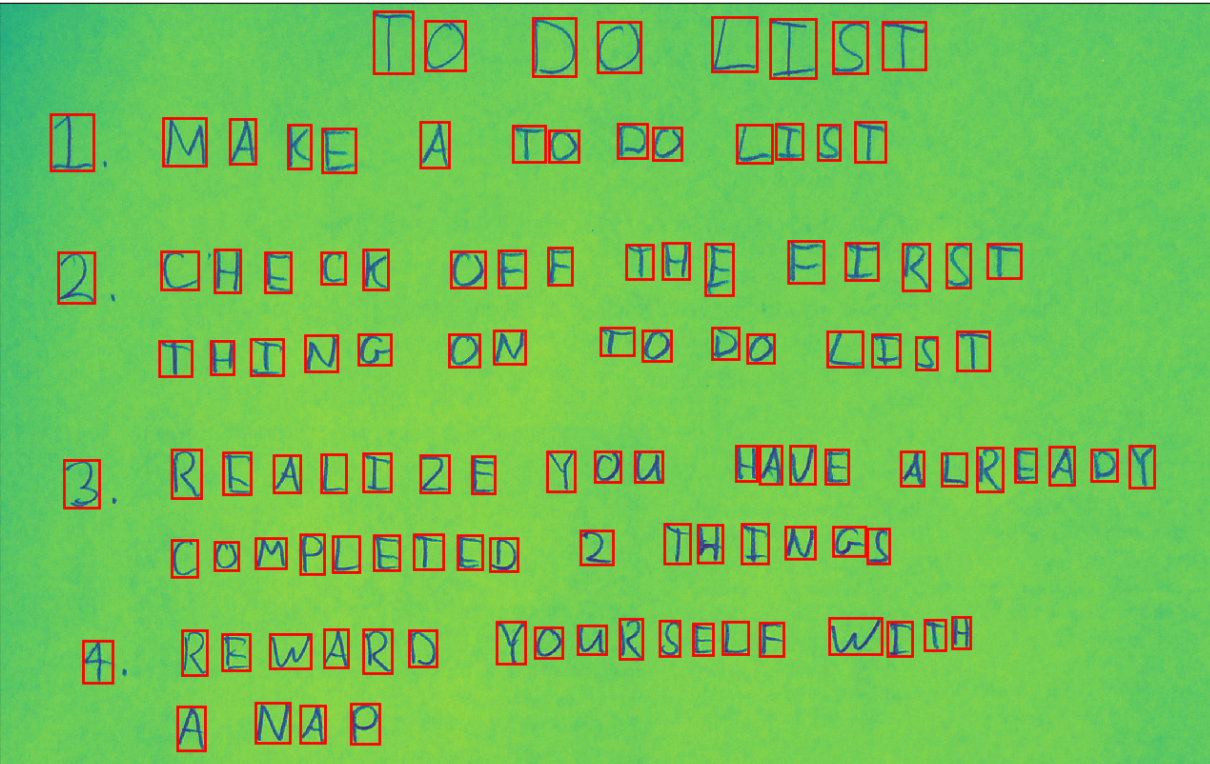 TO DO LIST
1. MAKE A TO DO LIST
2. CHECK OFF THE FIRST
THING ON TO DO LIST
3. REALIZE YOU HAVE ALREADY
COMPLETED 2 THINGS
4. REWARD YOURSELF WITH
A NAP